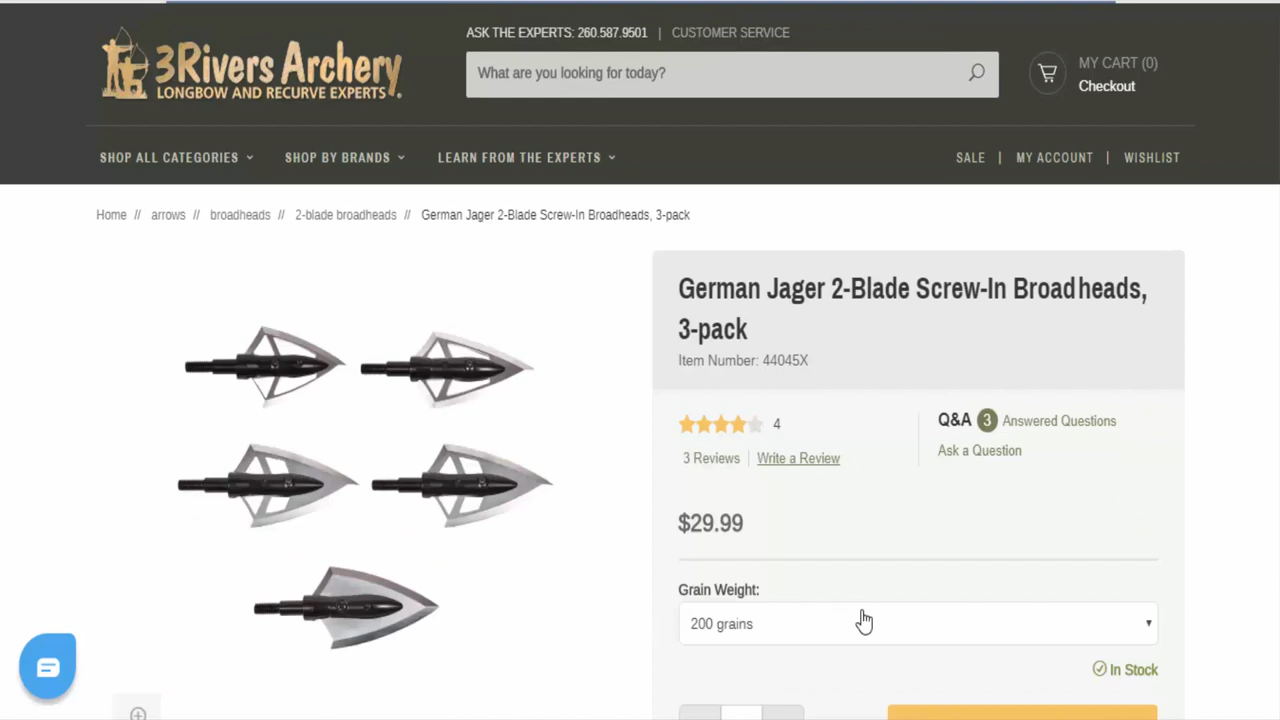 ASK THE EXPERTS: 260.587.9501 | CUSTOMER SERVICE
3Rivers Archery
LONGBOW AND RECURVE EXPERTS.
What are you looking for today?
MY CART (0)
Checkout
SHOP ALL CATEGORIES SHOP BY BRANDS LEARN FROM THE EXPERTS SALE | MY ACCOUNT | WISHLIST
Home // arrows // broadheads // 2-blade broadheads // German Jager 2-Blade Screw-In Broadheads, 3-pack
German Jager 2-Blade Screw-In Broadheads,
3-pack
Item Number: 44045X
4
3 Reviews | Write a Review
Q&A 3 Answered Questions
Ask a Question
$29.99
Grain Weight:
200 grains
In Stock